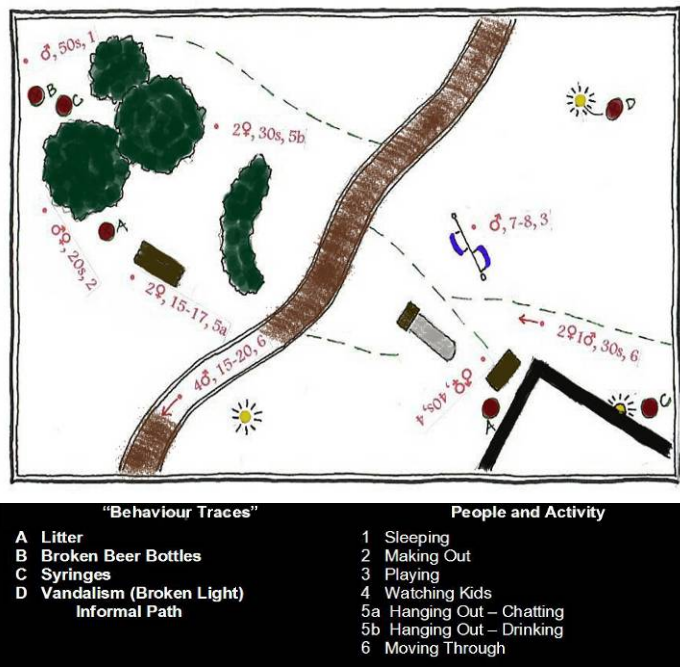 ♂, 50s, 1
B
C
D
2♀, 30s, 5b
♂, 7-8, 3
A
♂♀, 20s, 2
2♀, 15-17, 5a
2♀1♂, 30s, 6
4♂, 15-20, 6
40s, 4
A
C
"Behaviour Traces"
A Litter
B Broken Beer Bottles
C Syringes
D Vandalism (Broken Light)
Informal Path
People and Activity
1 Sleeping
2 Making Out
3 Playing
4 Watching Kids
5a Hanging Out – Chatting
5b Hanging Out – Drinking
6 Moving Through